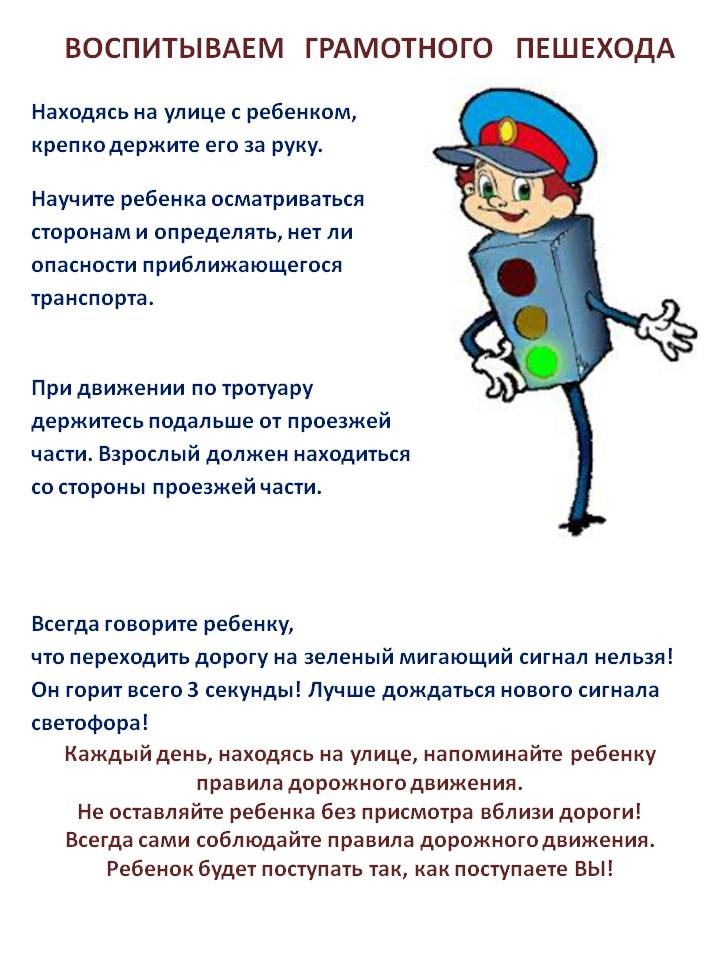 ВОСПИТЫВАЕМ ГРАМОТНОГО ПЕШЕХОДА
Находясь на улице с ребенком,
крепко держите его за руку.
Научите ребенка осматриваться
сторонам и определять, нет ли
опасности приближающегося
транспорта.
При движении по тротуару
держитесь подальше от проезжей
части. Взрослый должен находиться
со стороны проезжей части.
Всегда говорите ребенку,
что переходить дорогу на зеленый мигающий сигнал нельзя!
Он горит всего 3 секунды! Лучше дождаться нового сигнала
светофора!
Каждый день, находясь на улице, напоминайте ребенку
правила дорожного движения.
Не оставляйте ребенка без присмотра вблизи дороги!
Всегда сами соблюдайте правила дорожного движения.
Ребенок будет поступать так, как поступаете ВЫ!